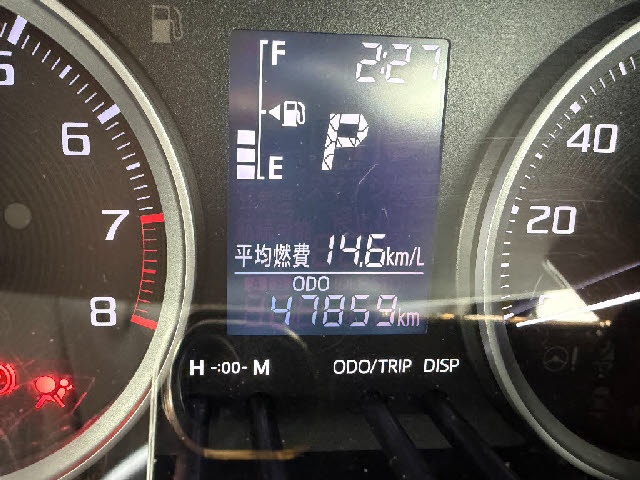 5
6
7
8
F
2:27
P
E
平均燃費 14.6km/L
ODO
47859km
H -:00- M
ODO/TRIP DISP
40
20